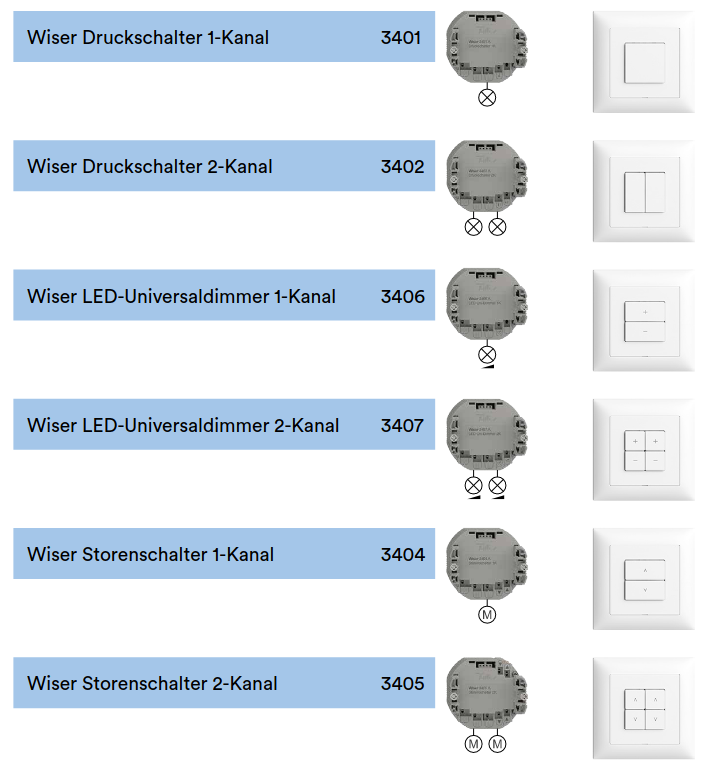 Wiser Druckschalter 1-Kanal 3401
Wiser Druckschalter 2-Kanal 3402
Wiser LED-Universaldimmer 1-Kanal 3406
+
−
Wiser LED-Universaldimmer 2-Kanal 3407
+ +
− −
Wiser Storenschalter 1-Kanal 3404
M
Wiser Storenschalter 2-Kanal 3405
M M